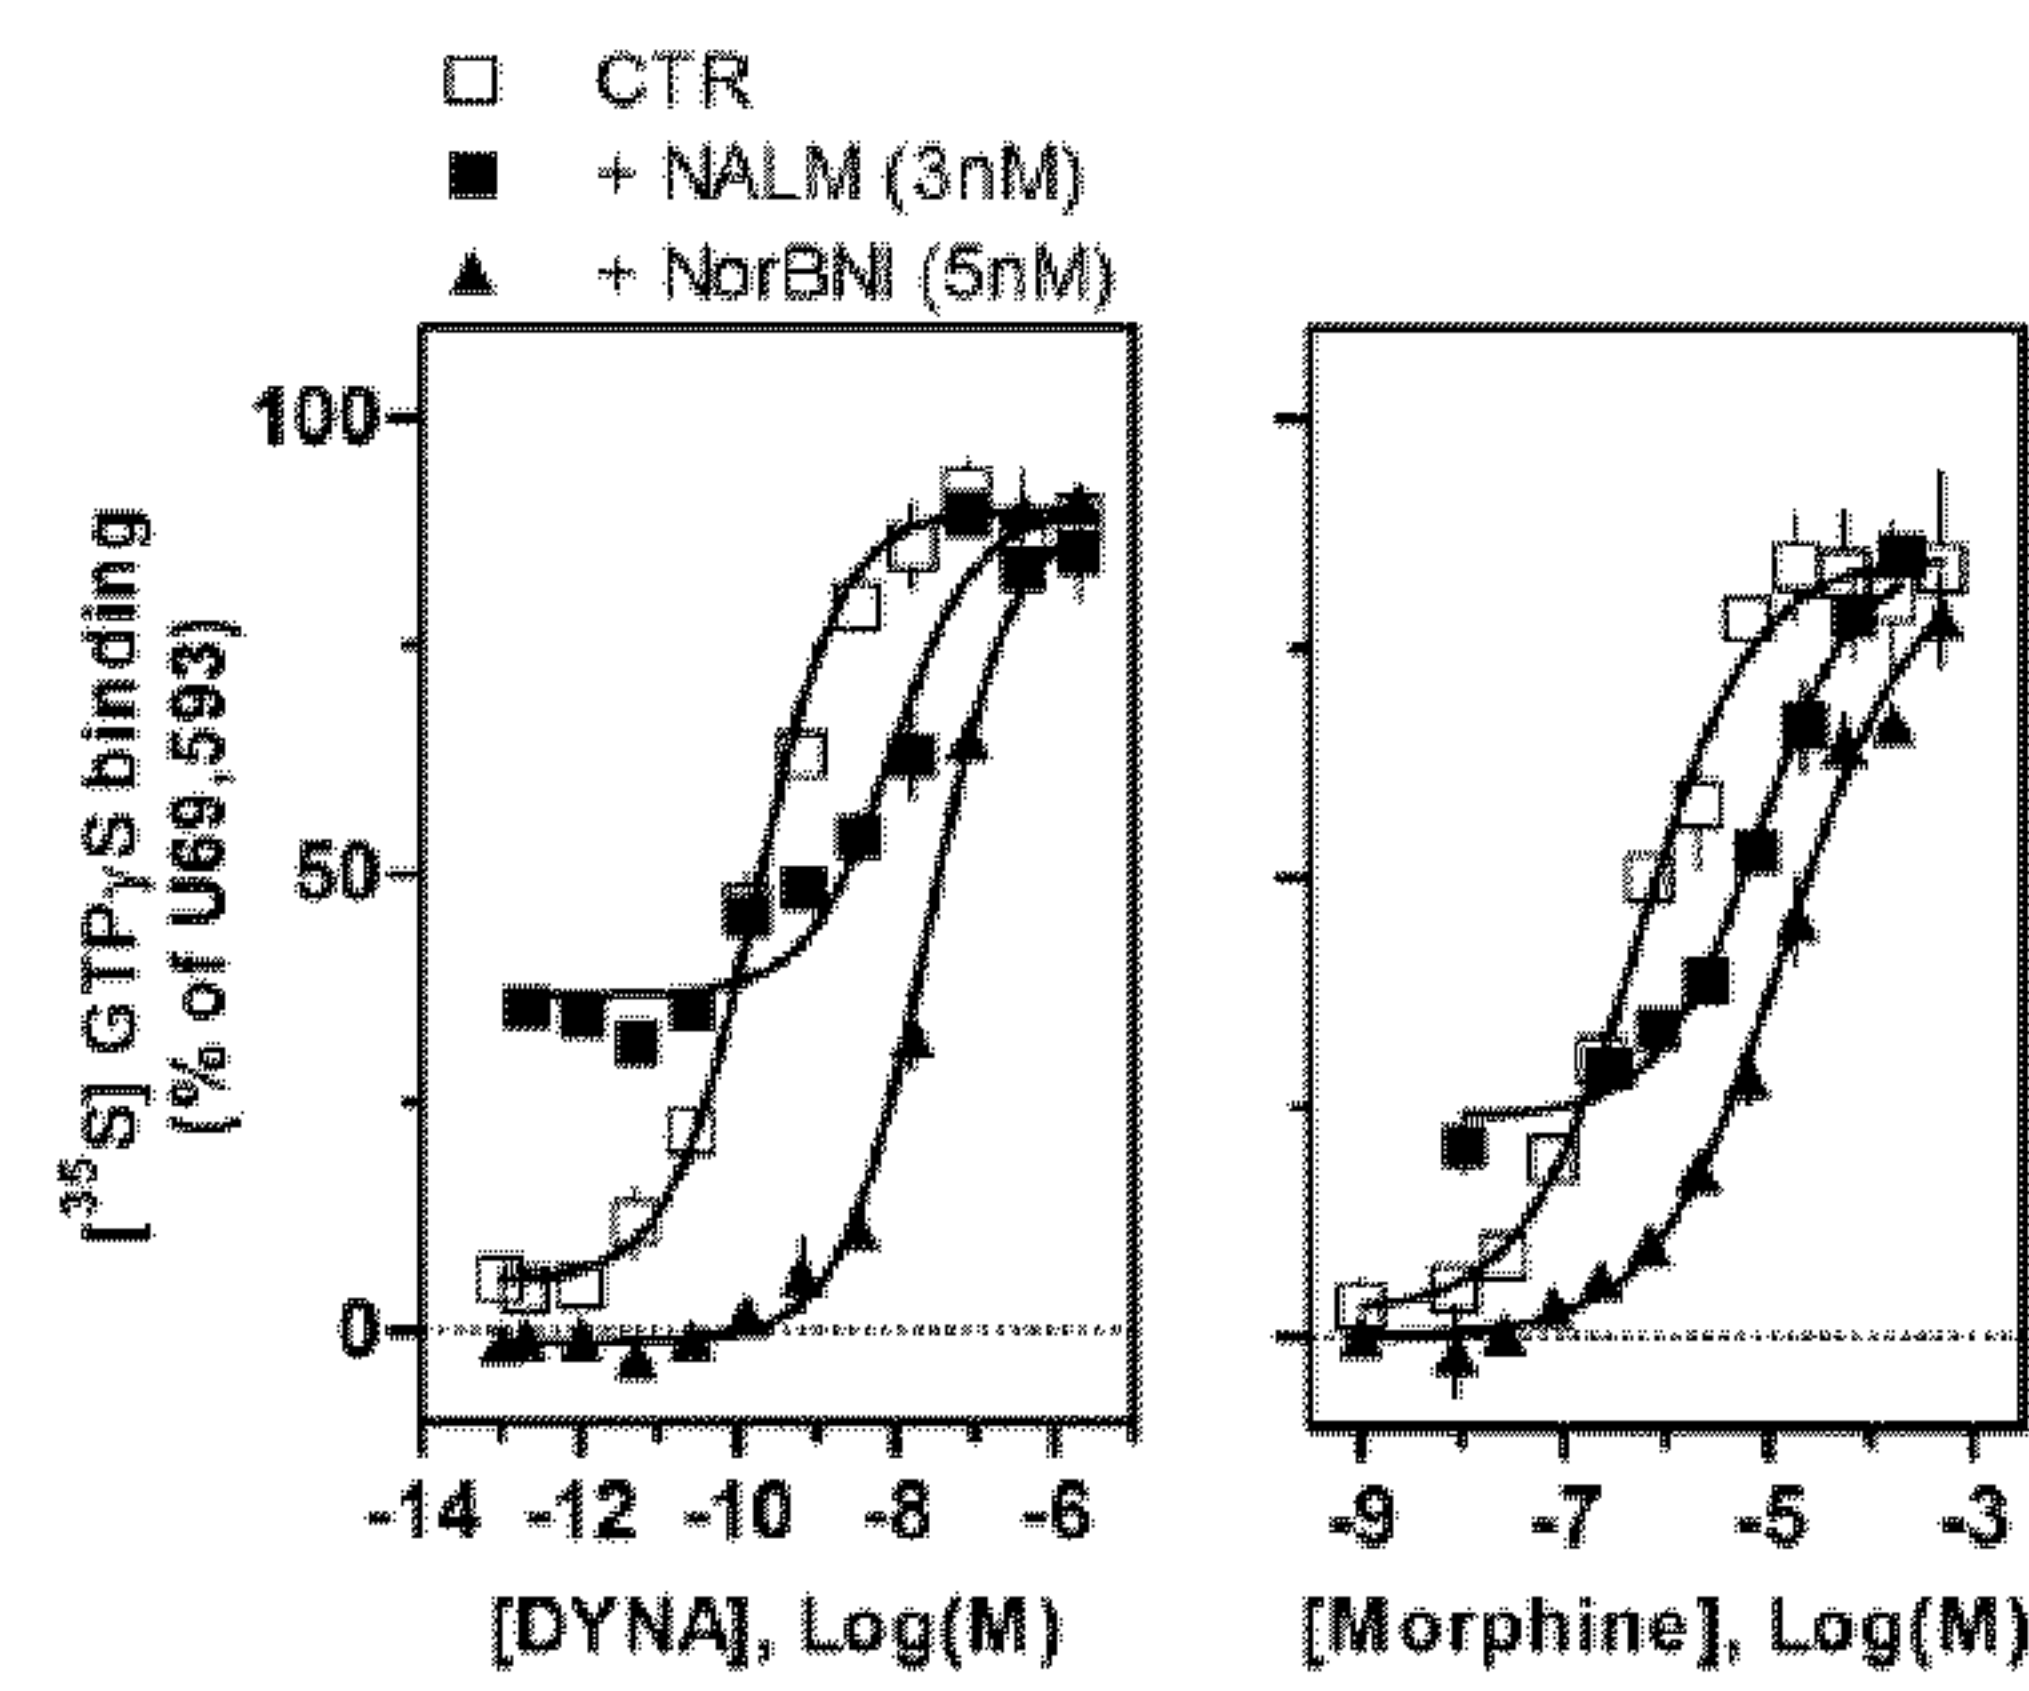 CTR
+ NALM (3nM)
+ NorBNI (5nM)
[³⁵S] GTPγS binding
(% of U69,593)
100
50
0
-14 -12 -10 -8 -6
-9 -7 -5 -3
[DYNA], Log(M)
[Morphine], Log(M)